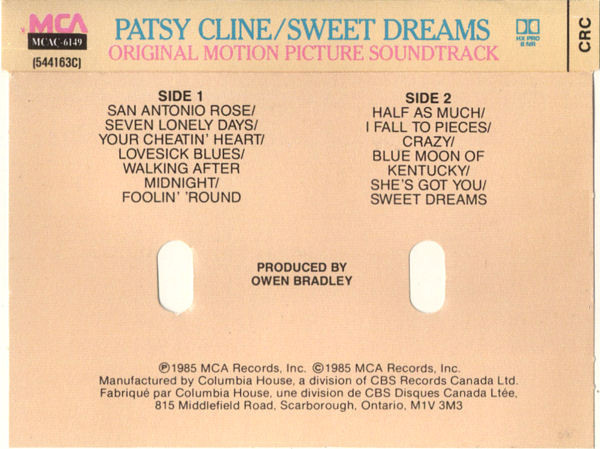 MCA
MCAC-6149
(544163C)
PATSY CLINE/SWEET DREAMS
ORIGINAL MOTION PICTURE SOUNDTRACK
HX PRO
B NR
CRC
SIDE 1
SAN ANTONIO ROSE/
SEVEN LONELY DAYS/
YOUR CHEATIN' HEART/
LOVESICK BLUES/
WALKING AFTER
MIDNIGHT/
FOOLIN' 'ROUND
SIDE 2
HALF AS MUCH/
I FALL TO PIECES/
CRAZY/
BLUE MOON OF
KENTUCKY/
SHE'S GOT YOU/
SWEET DREAMS
PRODUCED BY
OWEN BRADLEY
℗1985 MCA Records, Inc. ©1985 MCA Records, Inc.
Manufactured by Columbia House, a division of CBS Records Canada Ltd.
Fabriqué par Columbia House, une division de CBS Disques Canada Ltée,
815 Middlefield Road, Scarborough, Ontario, M1V 3M3